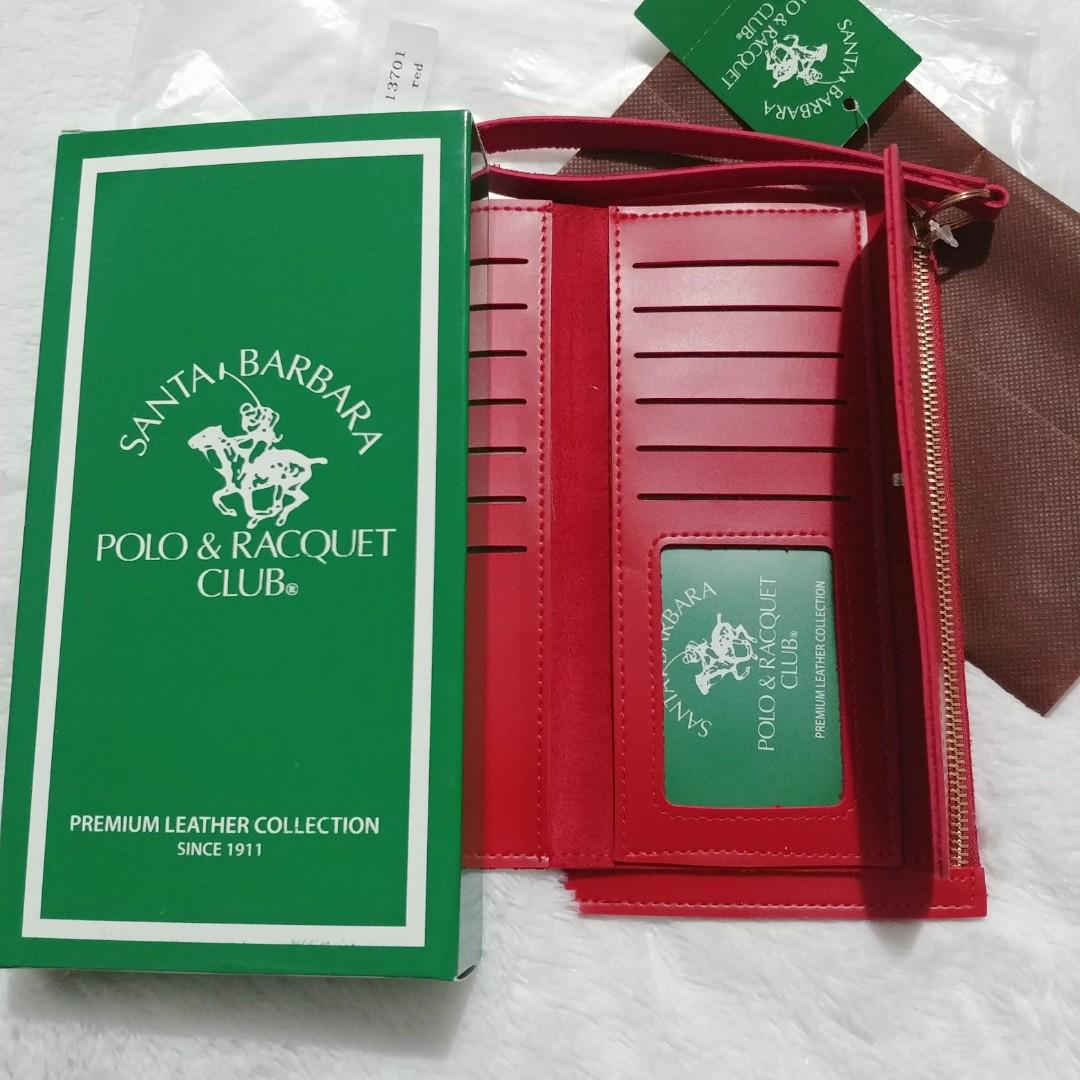 13701
red
SANTA BARBARA
POLO & RACQUET
CLUB®
SANTA BARBARA
POLO & RACQUET
CLUB®
PREMIUM LEATHER COLLECTION
SINCE 1911
SANTA BARBARA
POLO & RACQUET
CLUB®
PREMIUM LEATHER COLLECTION